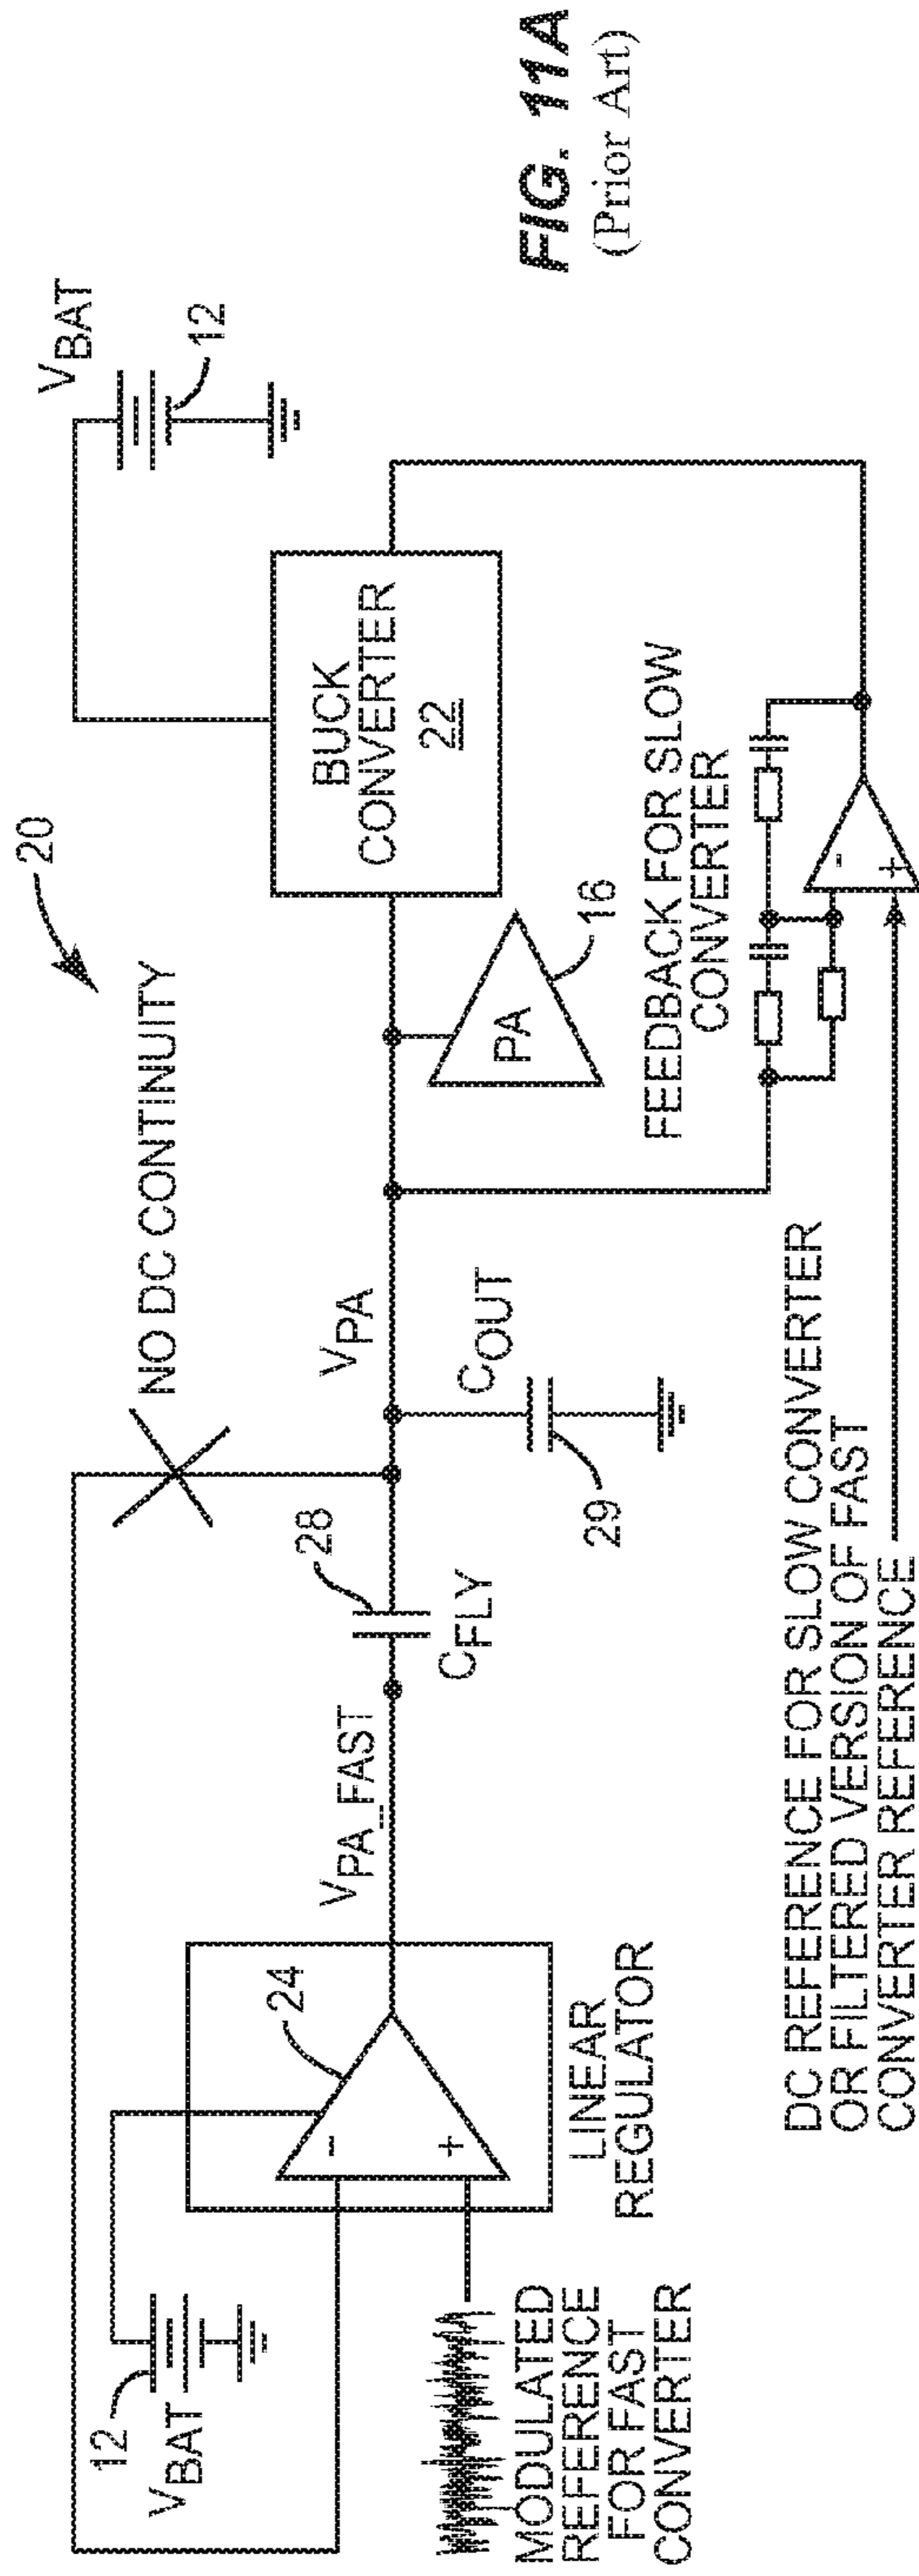 20
NO DC CONTINUITY
VBAT
12
12
VBAT
24
-
+
LINEAR
REGULATOR
MODULATED
REFERENCE
FOR FAST
CONVERTER
VPA_FAST
28
CFLY
VPA
COUT
29
PA
16
BUCK
CONVERTER
22
FEEDBACK FOR SLOW
CONVERTER
-
+
DC REFERENCE FOR SLOW CONVERTER
OR FILTERED VERSION OF FAST
CONVERTER REFERENCE
FIG. 11A
(Prior Art)